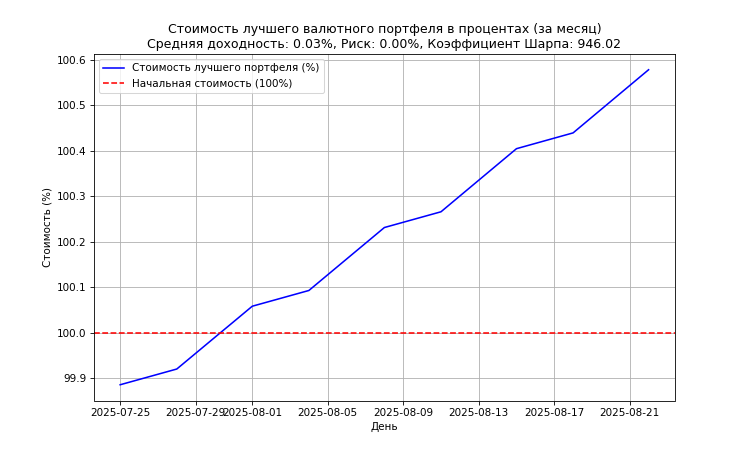 Стоимость лучшего валютного портфеля в процентах (за месяц)
Средняя доходность: 0.03%, Риск: 0.00%, Коэффициент Шарпа: 946.02
Стоимость лучшего портфеля (%)
Начальная стоимость (100%)
Стоимость (%)
100.6
100.5
100.4
100.3
100.2
100.1
100.0
99.9
2025-07-25 2025-07-29 2025-08-01 2025-08-05 2025-08-09 2025-08-13 2025-08-17 2025-08-21
День